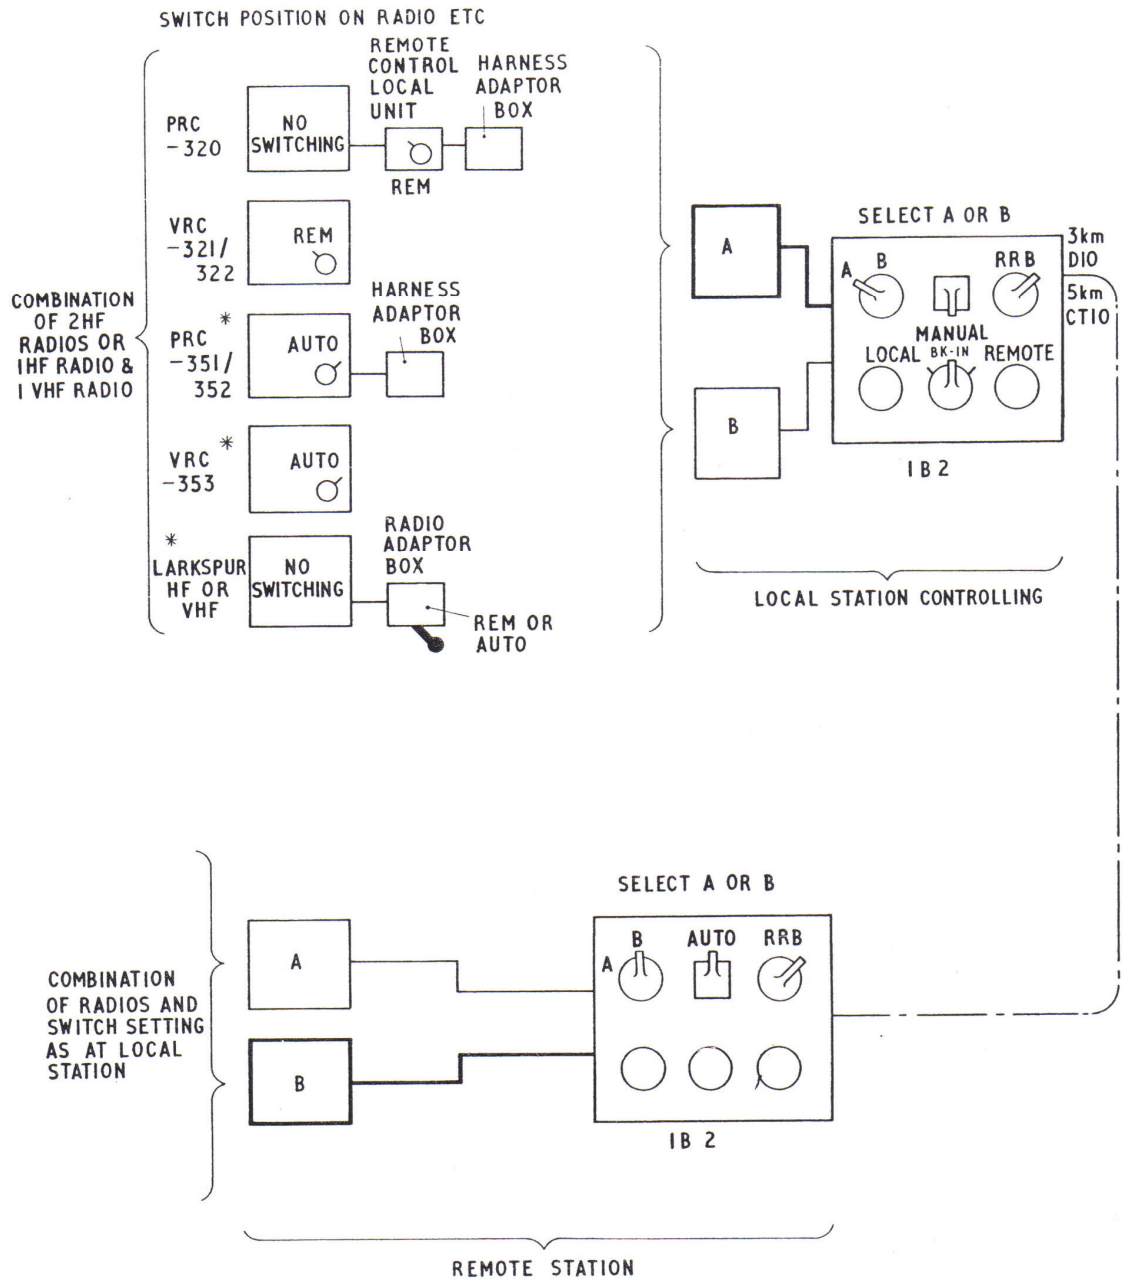 SWITCH POSITION ON RADIO ETC
REMOTE
CONTROL
LOCAL
UNIT
HARNESS
ADAPTOR
BOX
PRC
-320
NO
SWITCHING
REM
VRC
-321/
322
REM
COMBINATION
OF 2HF
RADIOS OR
1HF RADIO &
1 VHF RADIO
HARNESS
ADAPTOR
BOX
PRC *
-351/
352
AUTO
VRC *
-353
AUTO
*
LARKSPUR
HF OR
VHF
NO
SWITCHING
RADIO
ADAPTOR
BOX
REM OR
AUTO
A
B
SELECT A OR B
A
B
RRB
MANUAL
LOCAL
BK-IN
REMOTE
3km
D10
5km
CT10
IB2
LOCAL STATION CONTROLLING
COMBINATION
OF RADIOS AND
SWITCH SETTING
AS AT LOCAL
STATION
A
B
SELECT A OR B
A
B
AUTO
RRB
IB 2
REMOTE STATION